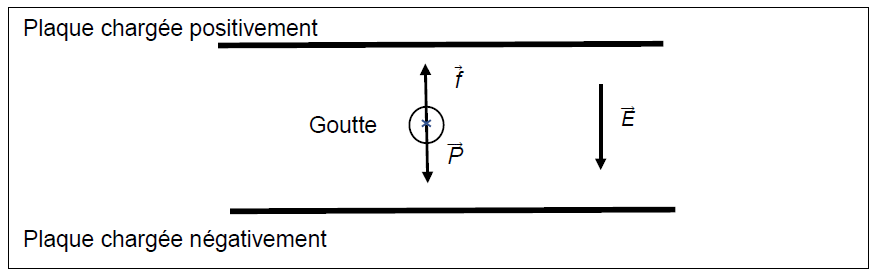 Plaque chargée positivement
f
Goutte
E
P
Plaque chargée négativement